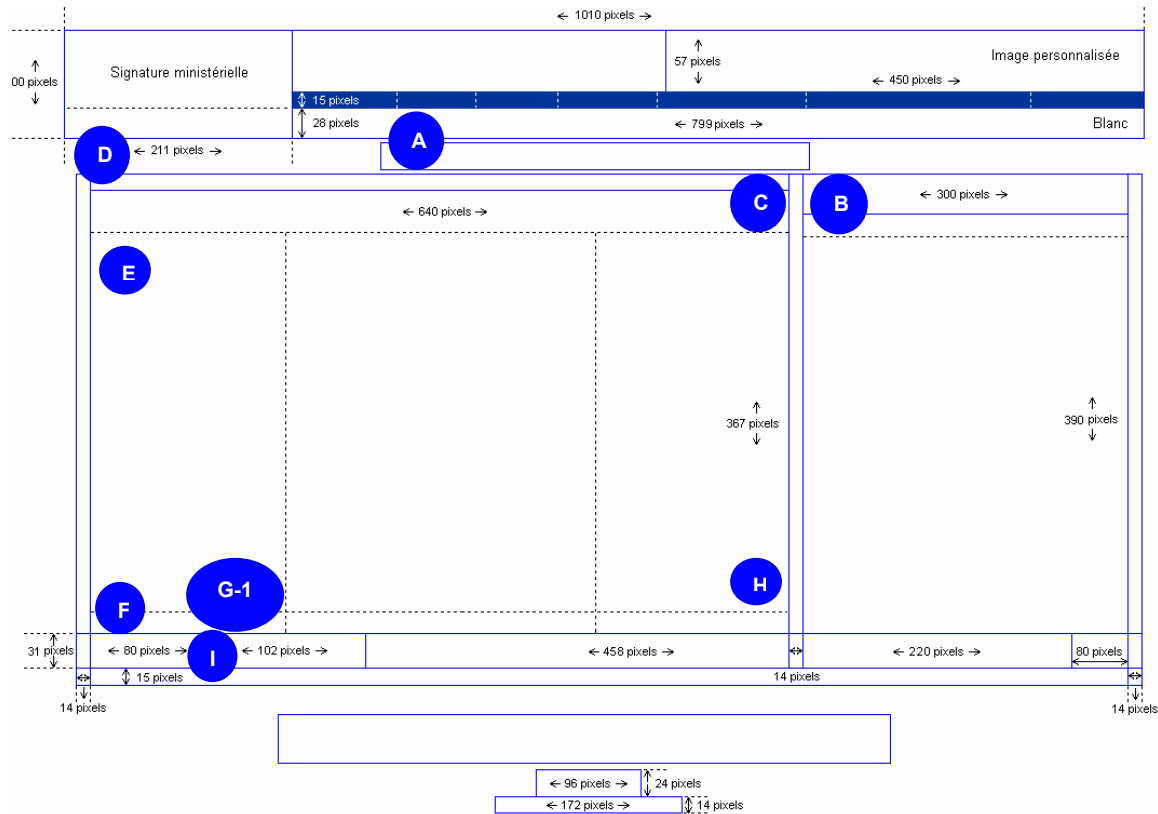 ← 1010 pixels →
Signature ministérielle
00 pixels
57 pixels
Image personnalisée
← 450 pixels →
15 pixels
28 pixels
← 799 pixels →
Blanc
← 211 pixels →
A
D
C
B
← 640 pixels →
← 300 pixels →
E
367 pixels
390 pixels
G-1
H
F
31 pixels
← 80 pixels →
I
← 102 pixels →
← 458 pixels →
← 220 pixels →
80 pixels
15 pixels
14 pixels
14 pixels
14 pixels
← 96 pixels →
24 pixels
← 172 pixels →
14 pixels